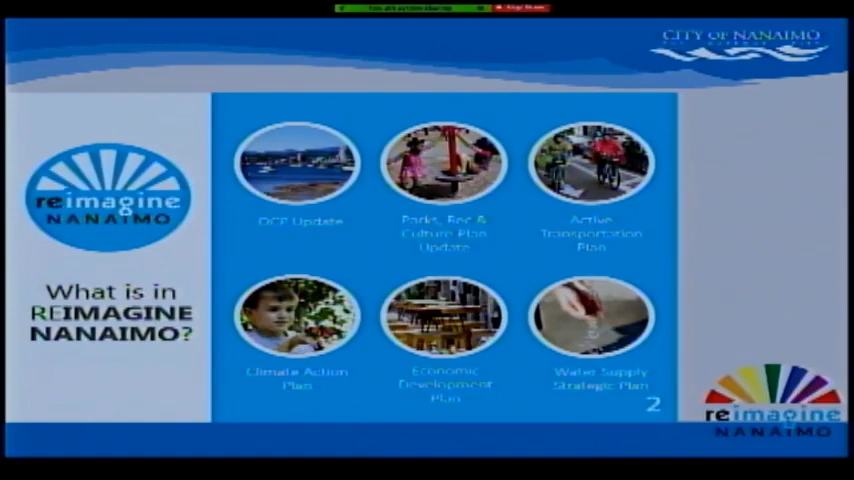 CITY OF NANAIMO
reimagine
NANAIMO
What is in
REIMAGINE
NANAIMO?
OCP Update
Parks, Rec &
Culture Plan
Update
Active
Transportation
Plan
Climate Action
Plan
Economic
Development
Plan
Water Supply
Strategic Plan
2
reimagine
NANAIMO